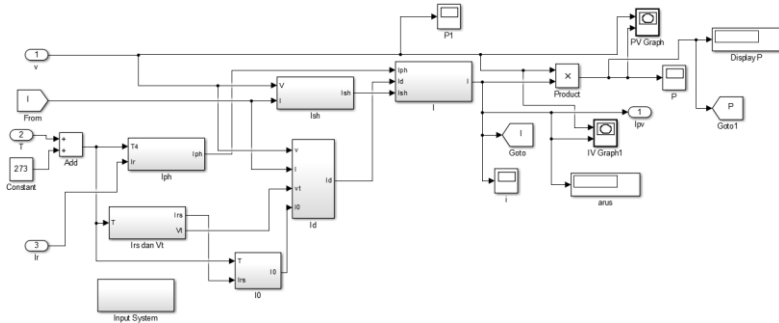 P1
PV Graph
Display P
1
v
Iph
Id
Ish
I
I
×
Product
P
V
I
Ish
I
From
1
Ipv
P
Goto1
2
T
+
+
Add
T4
Ir
Iph
Iph
v
I
vt
I0
Id
Id
I
Goto
IV Graph1
273
Constant
i
arus
T
Irs
Vt
Irs dan Vt
3
Ir
T
Irs
I0
I0
Input System